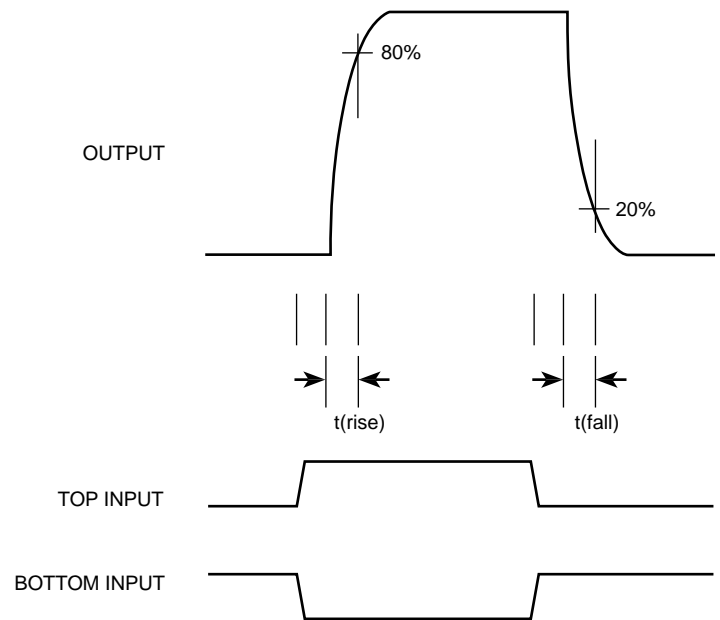 80%
OUTPUT
20%
t(rise)
t(fall)
TOP INPUT
BOTTOM INPUT